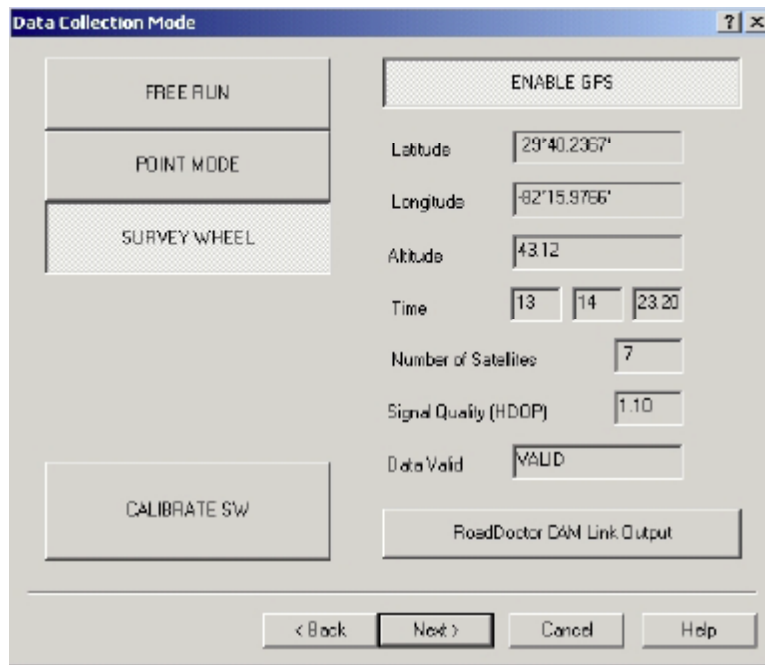 Data Collection Mode
FREE RUN
POINT MODE
SURVEY WHEEL
CALIBRATE SW
ENABLE GPS
Latitude 29°40.2367'
Longitude -82°15.9766'
Altitude 43.12
Time 13 14 23.20
Number of Satellites 7
Signal Quality (HDOP) 1.10
Data Valid VALID
RoadDoctor CAM Link Output
< Back Next > Cancel Help